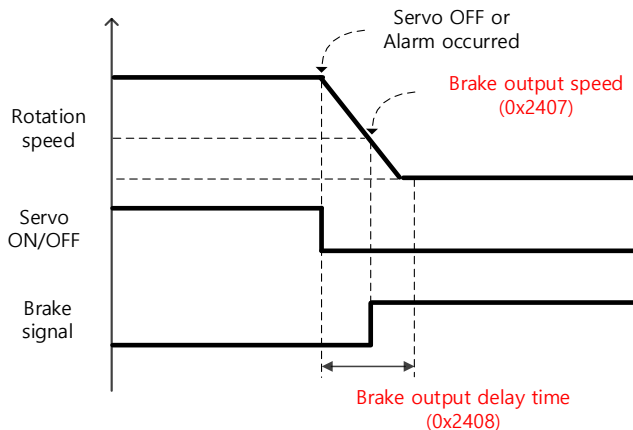 Servo OFF or
Alarm occurred
Brake output speed
(0x2407)
Rotation
speed
Servo
ON/OFF
Brake
signal
Brake output delay time
(0x2408)